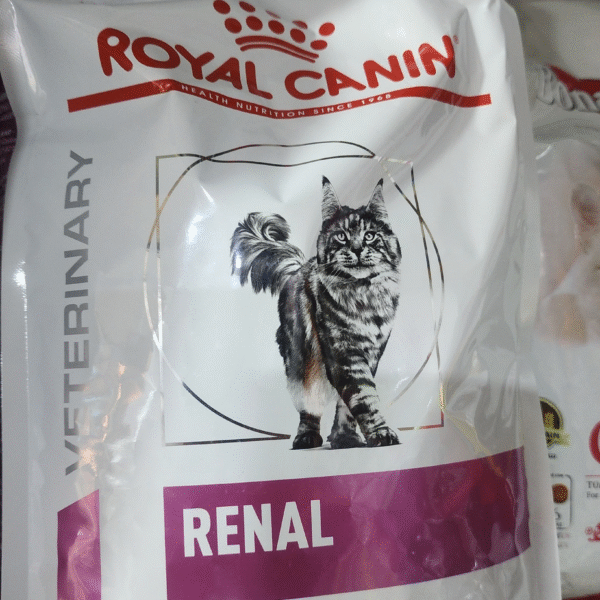 ROYAL CANIN
HEALTH NUTRITION SINCE 1968
VETERINARY
RENAL